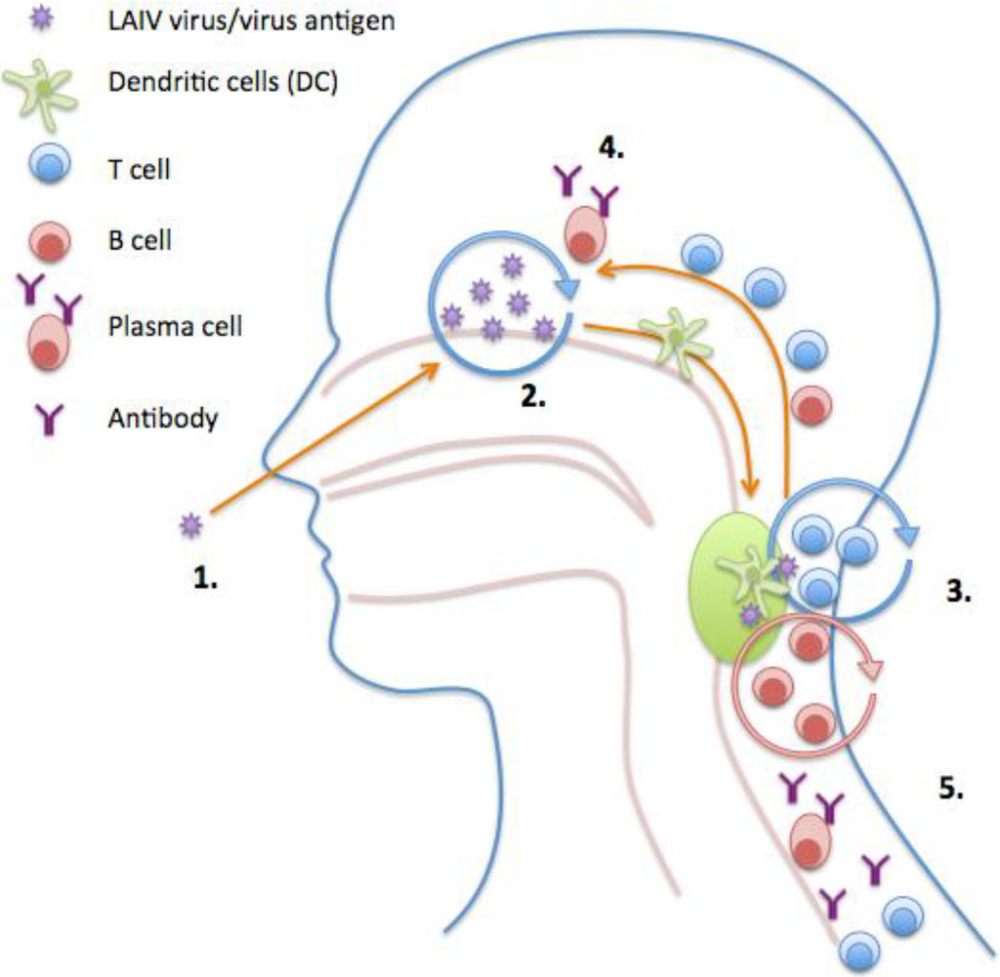 LAIV virus/virus antigen
Dendritic cells (DC)
T cell
B cell
Plasma cell
Antibody
4.
2.
1.
3.
5.